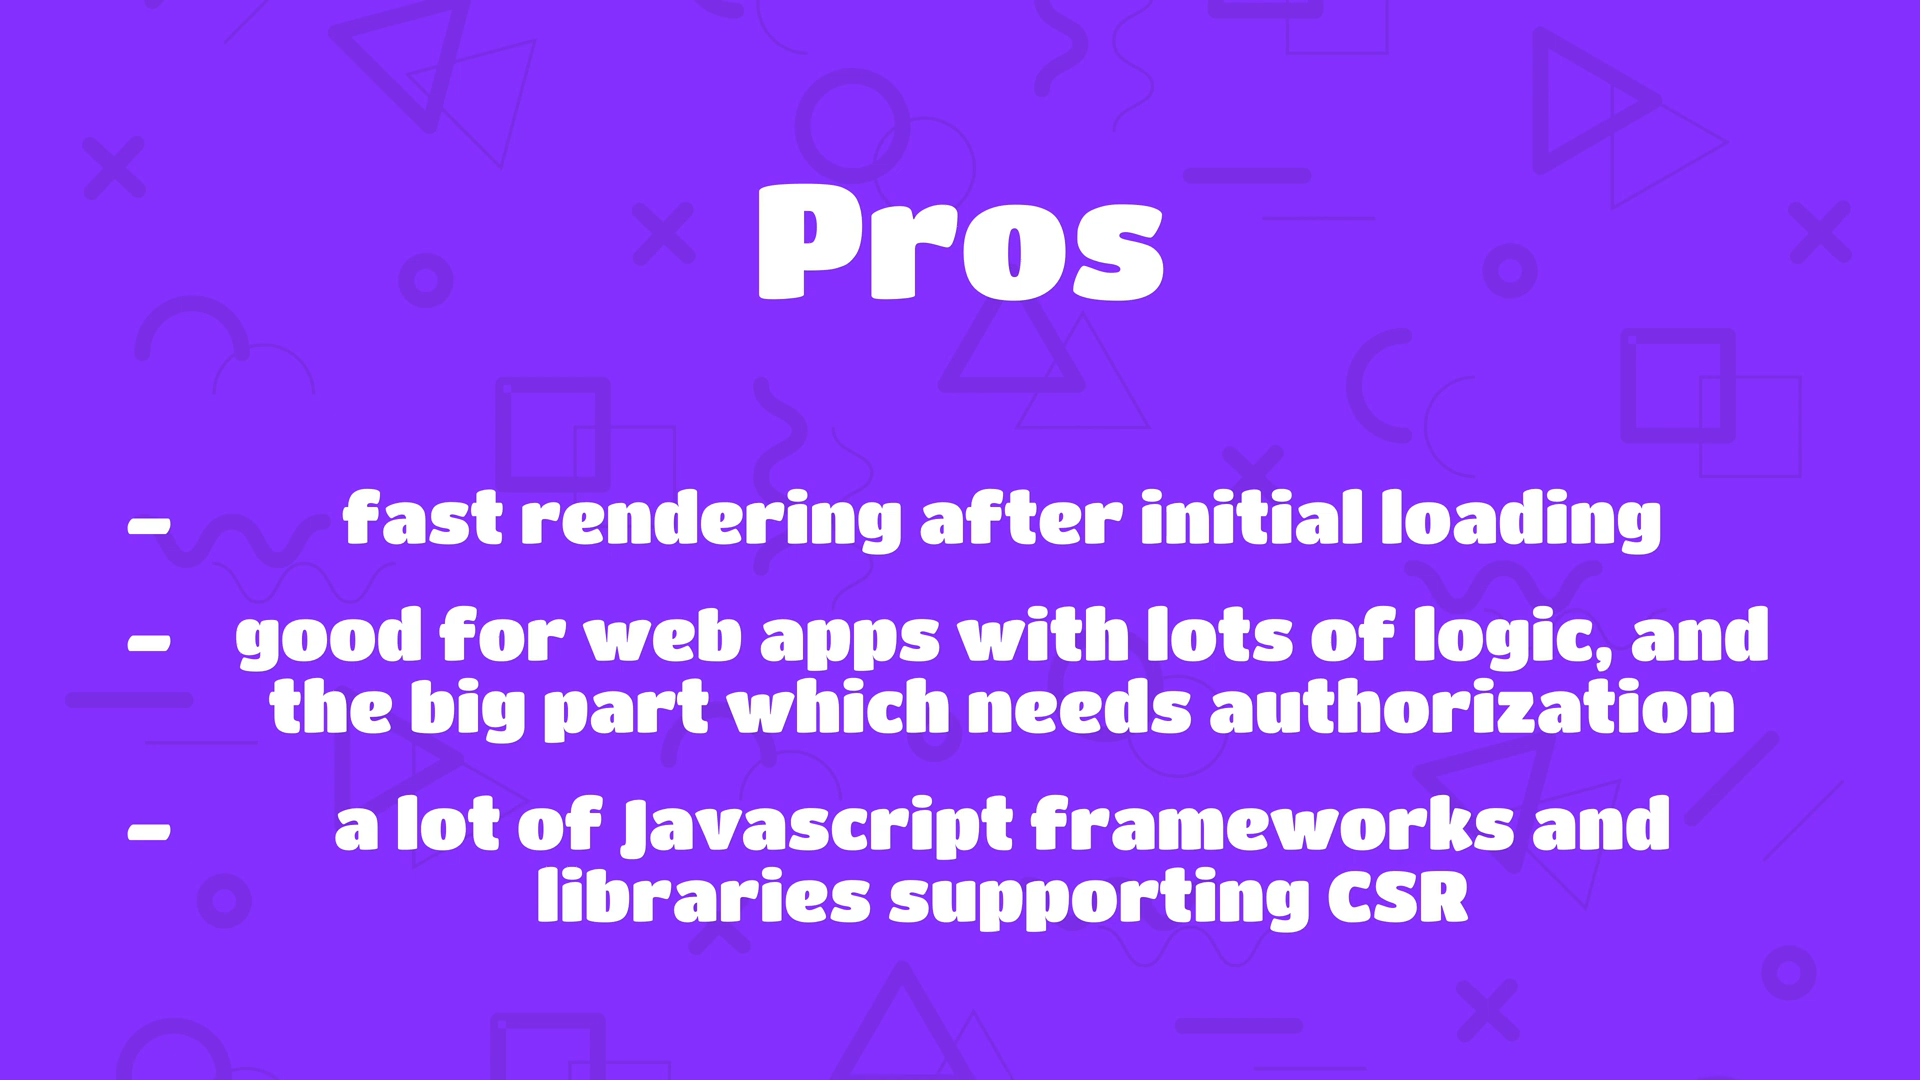 Pros
- fast rendering after initial loading
- good for web apps with lots of logic, and
the big part which needs authorization
- a lot of Javascript frameworks and
libraries supporting CSR